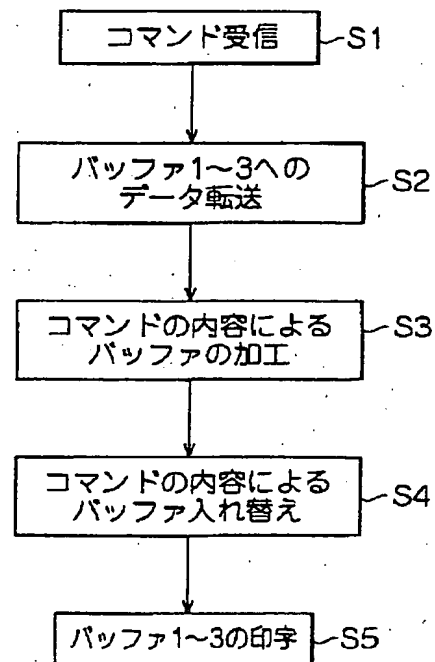 コマンド受信 S1
バッファ1~3への
データ転送 S2
コマンドの内容による
バッファの加工 S3
コマンドの内容による
バッファ入れ替え S4
バッファ1~3の印字 S5